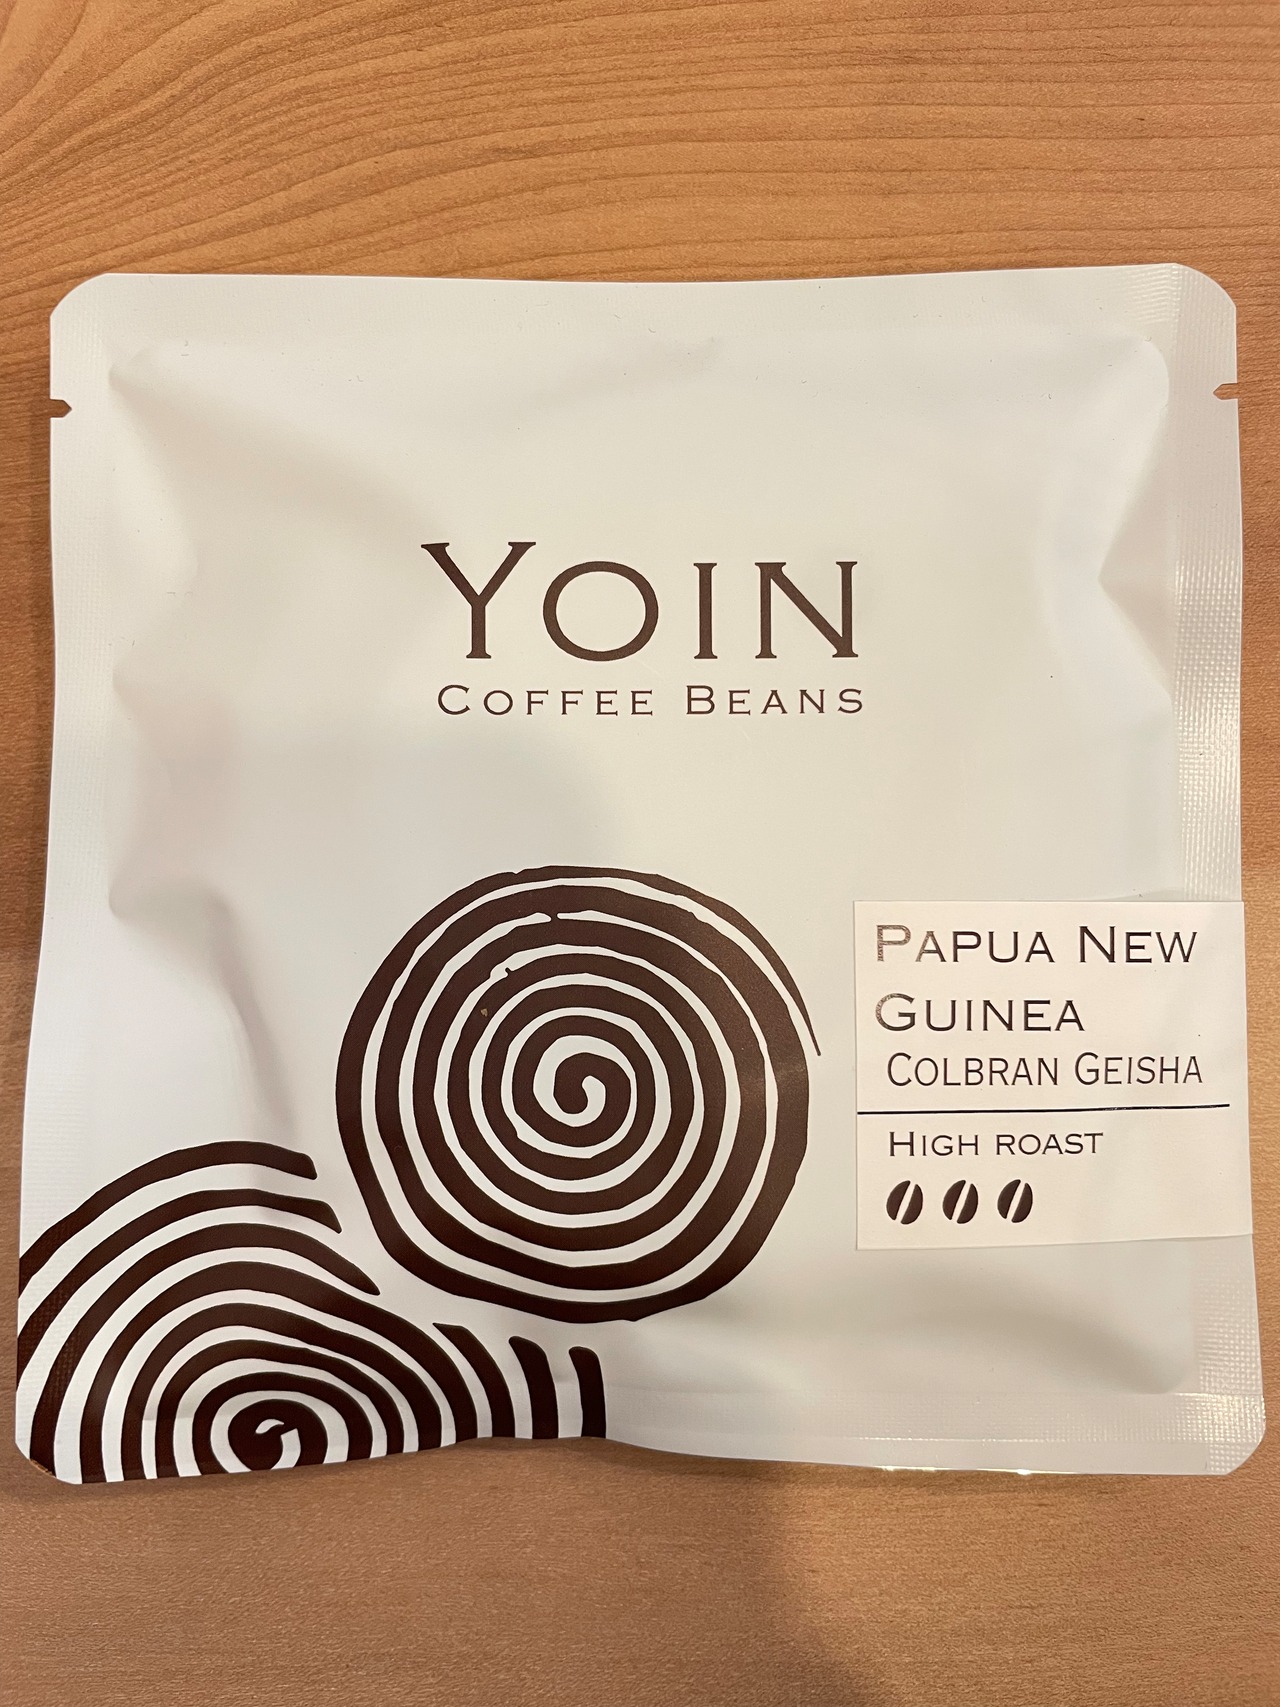 YOIN
COFFEE BEANS
PAPUA NEW
GUINEA
COLBRAN GEISHA
HIGH ROAST